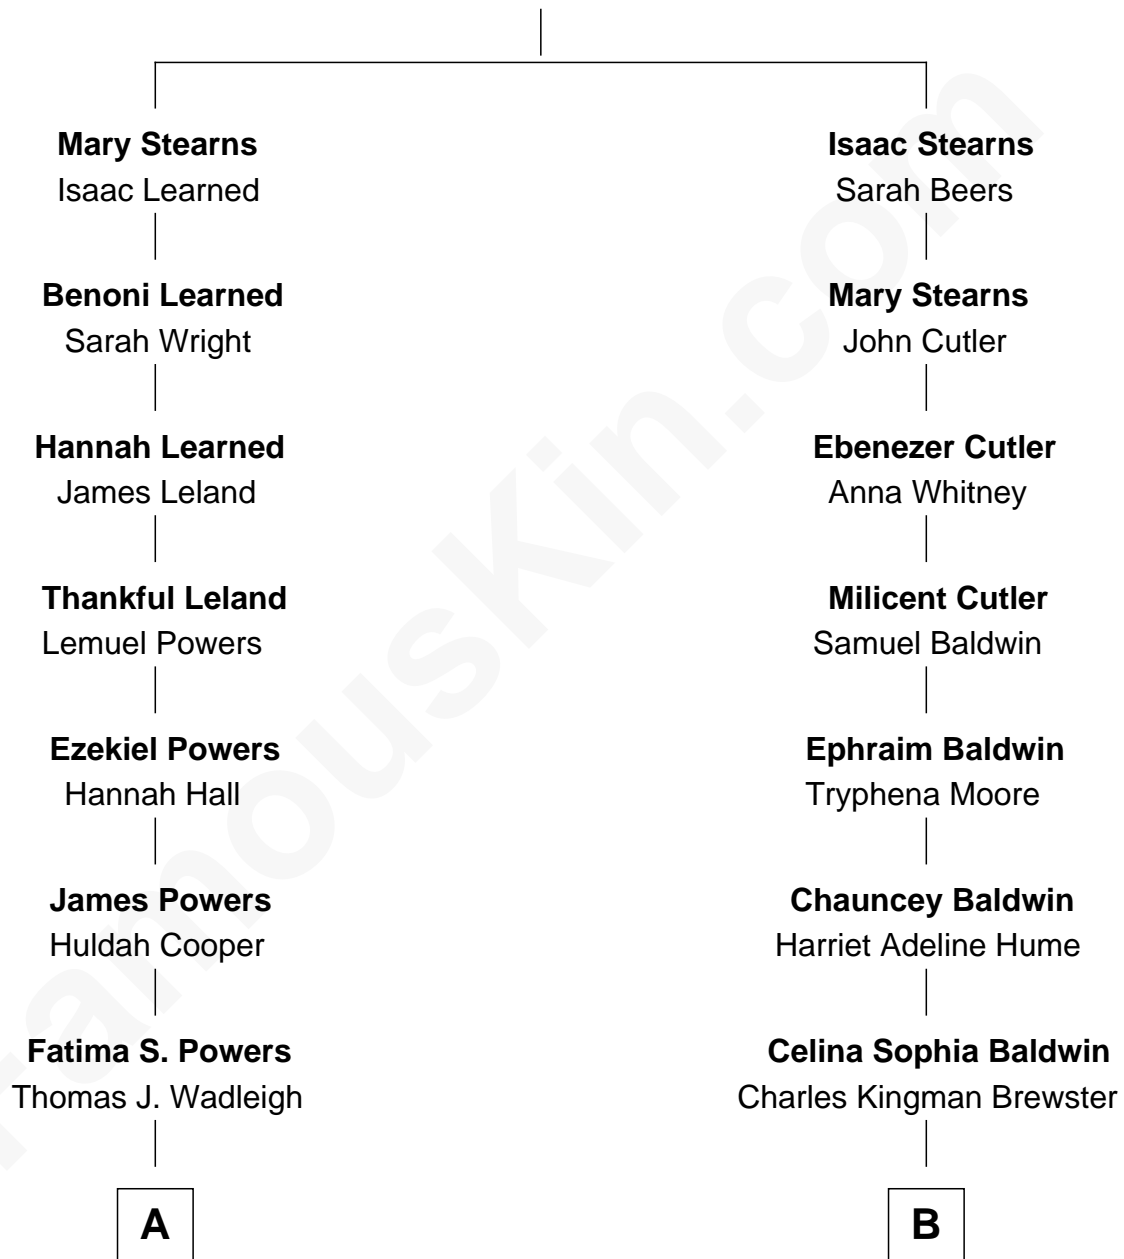 Mary Stearns
Isaac Learned
Isaac Stearns
Sarah Beers
Benoni Learned
Sarah Wright
Mary Stearns
John Cutler
Hannah Learned
James Leland
Ebenezer Cutler
Anna Whitney
Thankful Leland
Lemuel Powers
Milicent Cutler
Samuel Baldwin
Ezekiel Powers
Hannah Hall
Ephraim Baldwin
Tryphena Moore
James Powers
Huldah Cooper
Chauncey Baldwin
Harriet Adeline Hume
Fatima S. Powers
Thomas J. Wadleigh
Celina Sophia Baldwin
Charles Kingman Brewster
A
B
FamousKin.com